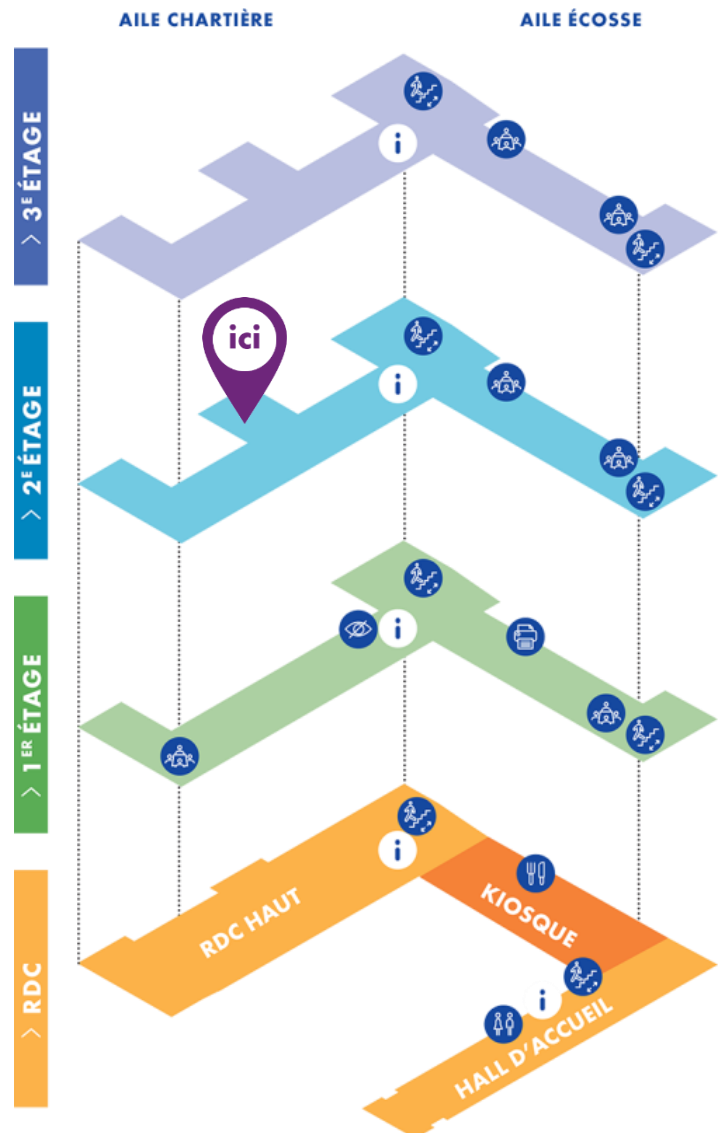 AILE CHARTIÈRE
AILE ÉCOSSE
> 3E ÉTAGE
i
ici
> 2E ÉTAGE
i
> 1ER ÉTAGE
i
> RDC
i
RDC HAUT
KIOSQUE
i
HALL D'ACCUEIL